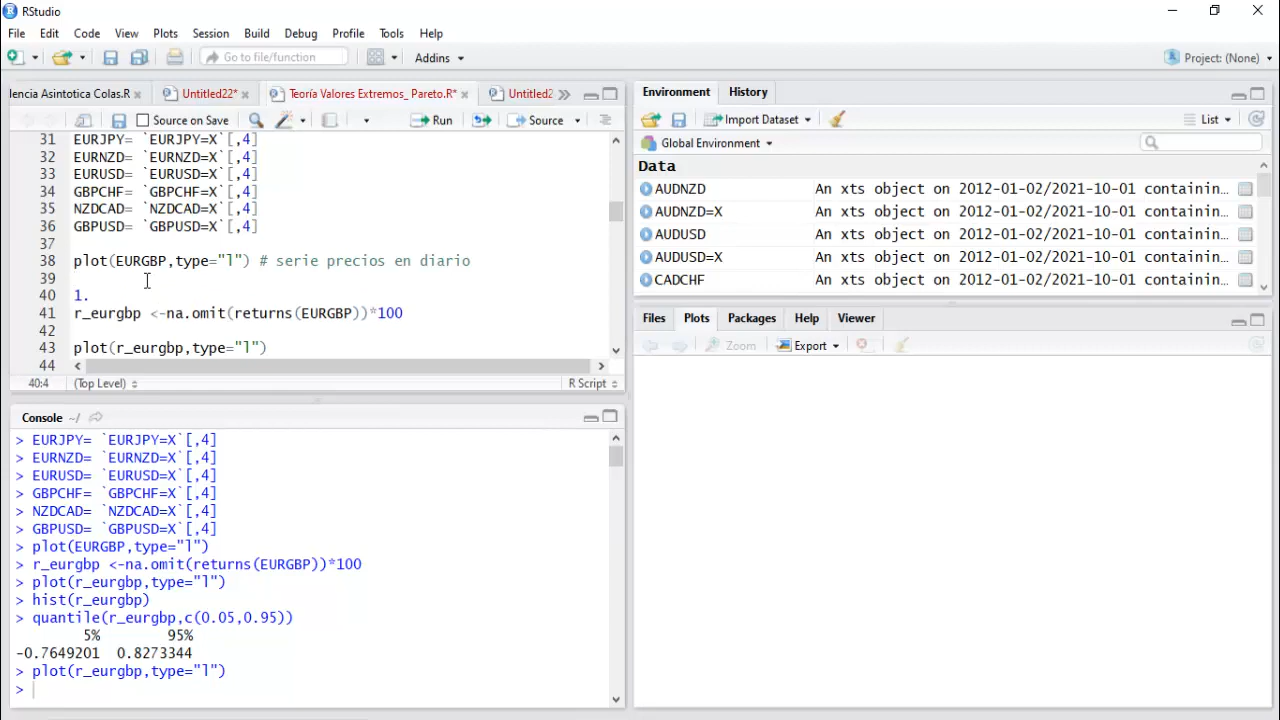 RStudio
File Edit Code View Plots Session Build Debug Profile Tools Help
Go to file/function Addins Project: (None)
lencia Asintotica Colas.R Untitled22* Teoría Valores Extremos_ Pareto.R* Untitled2
Source on Save Run Source
31 EURJPY= `EURJPY=X`[,4]
32 EURNZD= `EURNZD=X`[,4]
33 EURUSD= `EURUSD=X`[,4]
34 GBPCHF= `GBPCHF=X`[,4]
35 NZDCAD= `NZDCAD=X`[,4]
36 GBPUSD= `GBPUSD=X`[,4]
37
38 plot(EURGBP,type="l") # serie precios en diario
39
40 1.
41 r_eurgbp <-na.omit(returns(EURGBP))*100
42
43 plot(r_eurgbp,type="l")
44
40:4 (Top Level) R Script
Console ~/
> EURJPY= `EURJPY=X`[,4]
> EURNZD= `EURNZD=X`[,4]
> EURUSD= `EURUSD=X`[,4]
> GBPCHF= `GBPCHF=X`[,4]
> NZDCAD= `NZDCAD=X`[,4]
> GBPUSD= `GBPUSD=X`[,4]
> plot(EURGBP,type="l")
> r_eurgbp <-na.omit(returns(EURGBP))*100
> plot(r_eurgbp,type="l")
> hist(r_eurgbp)
> quantile(r_eurgbp,c(0.05,0.95))
5% 95%
-0.7649201 0.8273344
> plot(r_eurgbp,type="l")
>
Environment History
Import Dataset List
Global Environment
Data
AUDNZD An xts object on 2012-01-02/2021-10-01 containin…
AUDNZD=X An xts object on 2012-01-02/2021-10-01 containin…
AUDUSD An xts object on 2012-01-02/2021-10-01 containin…
AUDUSD=X An xts object on 2012-01-02/2021-10-01 containin…
CADCHF An xts object on 2012-01-02/2021-10-01 containin…
Files Plots Packages Help Viewer
Zoom Export